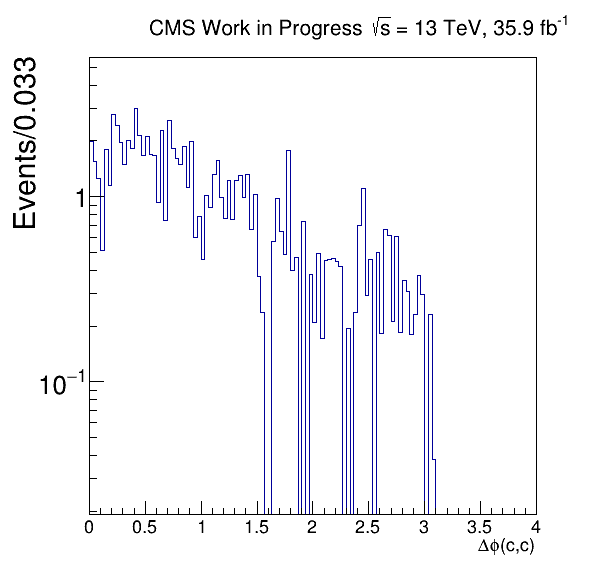 CMS Work in Progress √s = 13 TeV, 35.9 fb⁻¹
Events/0.033
1
10⁻¹
0 0.5 1 1.5 2 2.5 3 3.5 4
Δϕ(c,c)